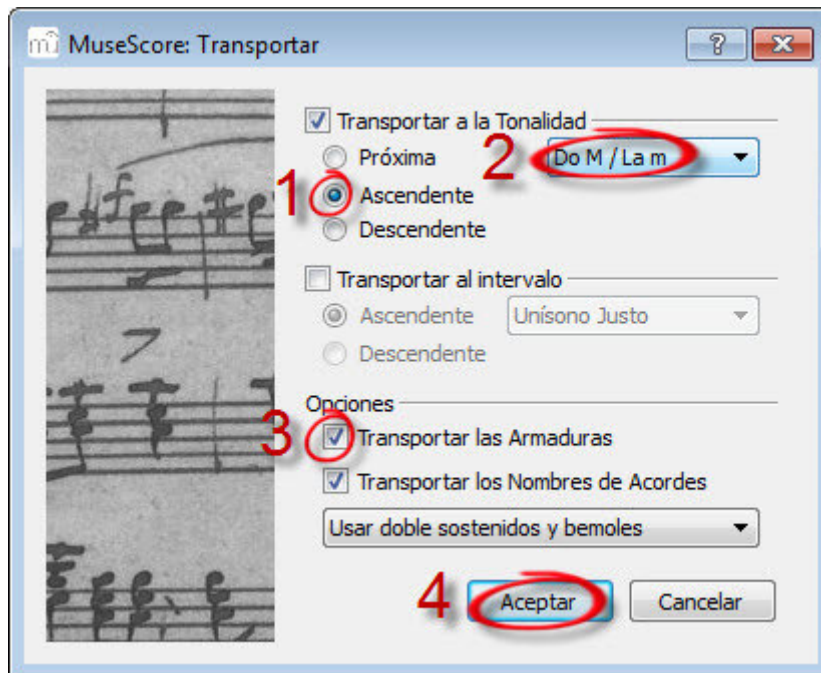 MuseScore: Transportar
Transportar a la Tonalidad
Próxima
2 Do M / La m
1 Ascendente
Descendente
Transportar al intervalo
Ascendente Unísono Justo
Descendente
Opciones
3 Transportar las Armaduras
Transportar los Nombres de Acordes
Usar doble sostenidos y bemoles
4 Aceptar Cancelar